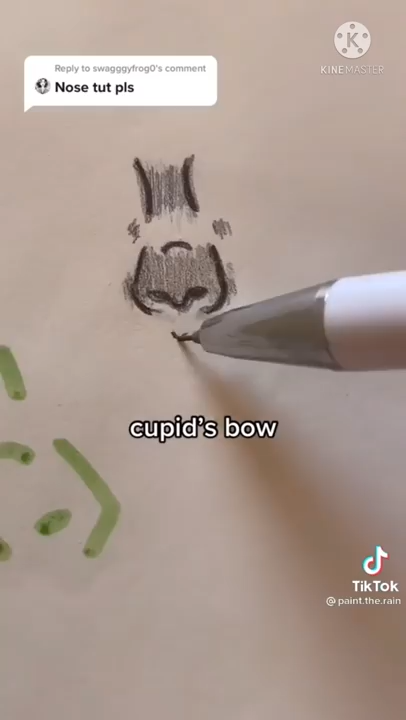 K
KINEMASTER
Reply to swagggyfrog0's comment
Nose tut pls
cupid's bow
TikTok
@paint.the.rain